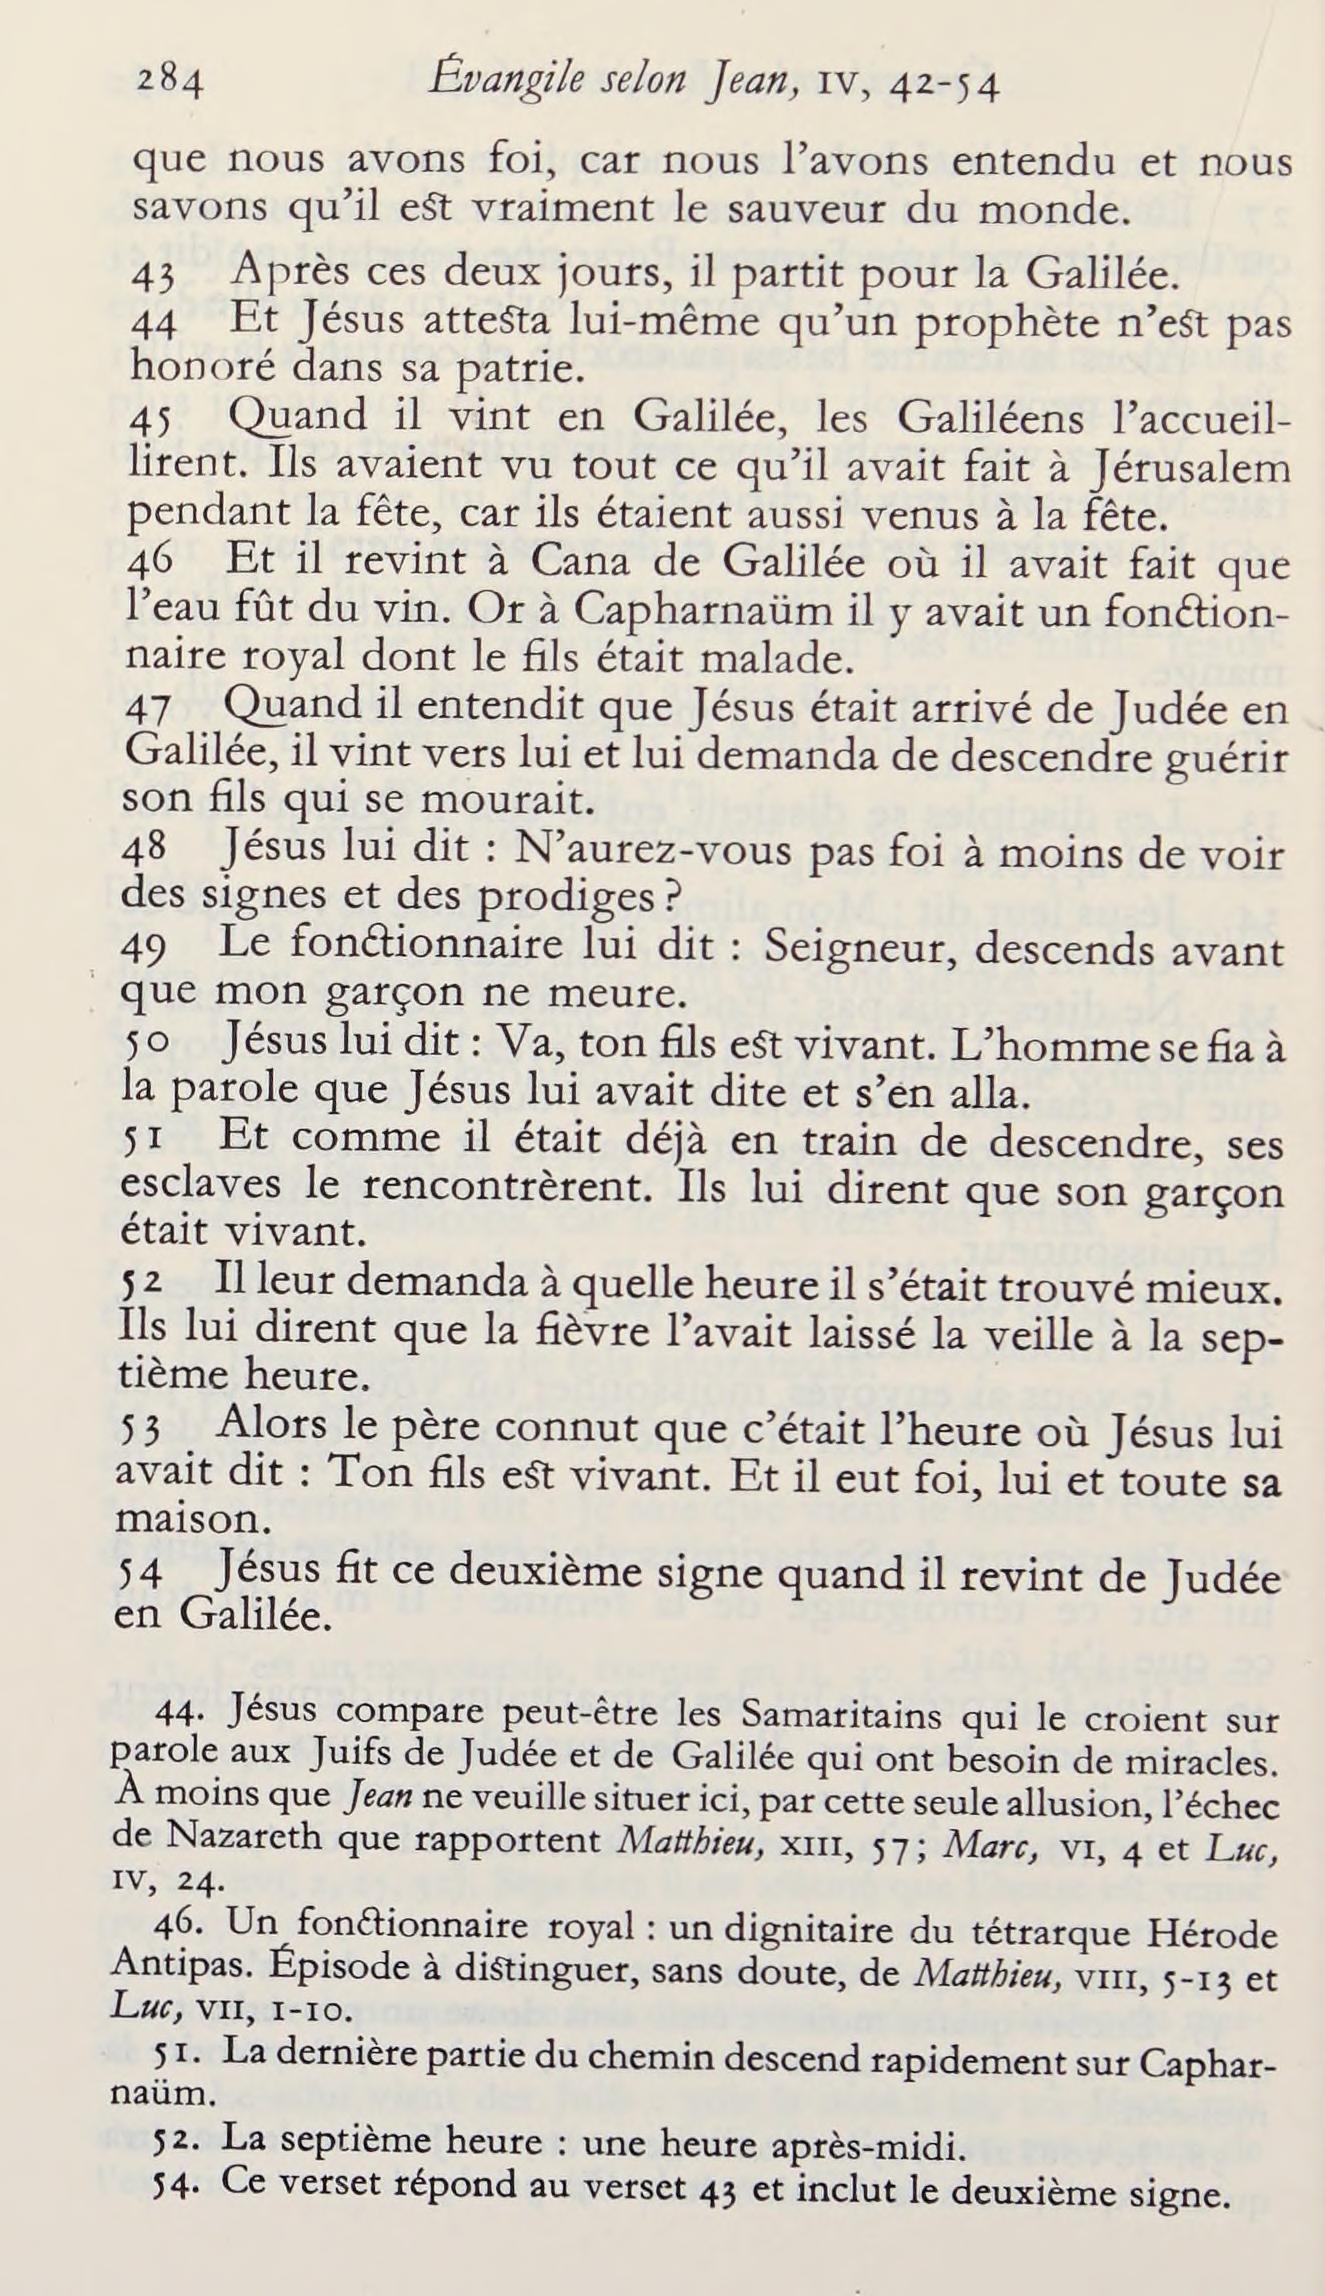 284 Évangile selon Jean, IV, 42-54
que nous avons foi, car nous l’avons entendu et nous
savons qu’il est vraiment le sauveur du monde.
43 Après ces deux jours, il partit pour la Galilée.
44 Et Jésus attesta lui-même qu’un prophète n’est pas
honoré dans sa patrie.
45 Quand il vint en Galilée, les Galiléens l’accueil-
lirent. Ils avaient vu tout ce qu’il avait fait à Jérusalem
pendant la fête, car ils étaient aussi venus à la fête.
46 Et il revint à Cana de Galilée où il avait fait que
l’eau fût du vin. Or à Capharnaüm il y avait un fonction-
naire royal dont le fils était malade.
47 Quand il entendit que Jésus était arrivé de Judée en
Galilée, il vint vers lui et lui demanda de descendre guérir
son fils qui se mourait.
48 Jésus lui dit : N’aurez-vous pas foi à moins de voir
des signes et des prodiges ?
49 Le fonctionnaire lui dit : Seigneur, descends avant
que mon garçon ne meure.
50 Jésus lui dit : Va, ton fils est vivant. L’homme se fia à
la parole que Jésus lui avait dite et s’en alla.
51 Et comme il était déjà en train de descendre, ses
esclaves le rencontrèrent. Ils lui dirent que son garçon
était vivant.
52 Il leur demanda à quelle heure il s’était trouvé mieux.
Ils lui dirent que la fièvre l’avait laissé la veille à la sep-
tième heure.
53 Alors le père connut que c’était l’heure où Jésus lui
avait dit : Ton fils est vivant. Et il eut foi, lui et toute sa
maison.
54 Jésus fit ce deuxième signe quand il revint de Judée
en Galilée.
44. Jésus compare peut-être les Samaritains qui le croient sur
parole aux Juifs de Judée et de Galilée qui ont besoin de miracles.
À moins que Jean ne veuille situer ici, par cette seule allusion, l’échec
de Nazareth que rapportent Matthieu, XIII, 57 ; Marc, VI, 4 et Luc,
IV, 24.
46. Un fonctionnaire royal : un dignitaire du tétrarque Hérode
Antipas. Épisode à distinguer, sans doute, de Matthieu, VIII, 5-13 et
Luc, VII, 1-10.
51. La dernière partie du chemin descend rapidement sur Caphar-
naüm.
52. La septième heure : une heure après-midi.
54. Ce verset répond au verset 43 et inclut le deuxième signe.